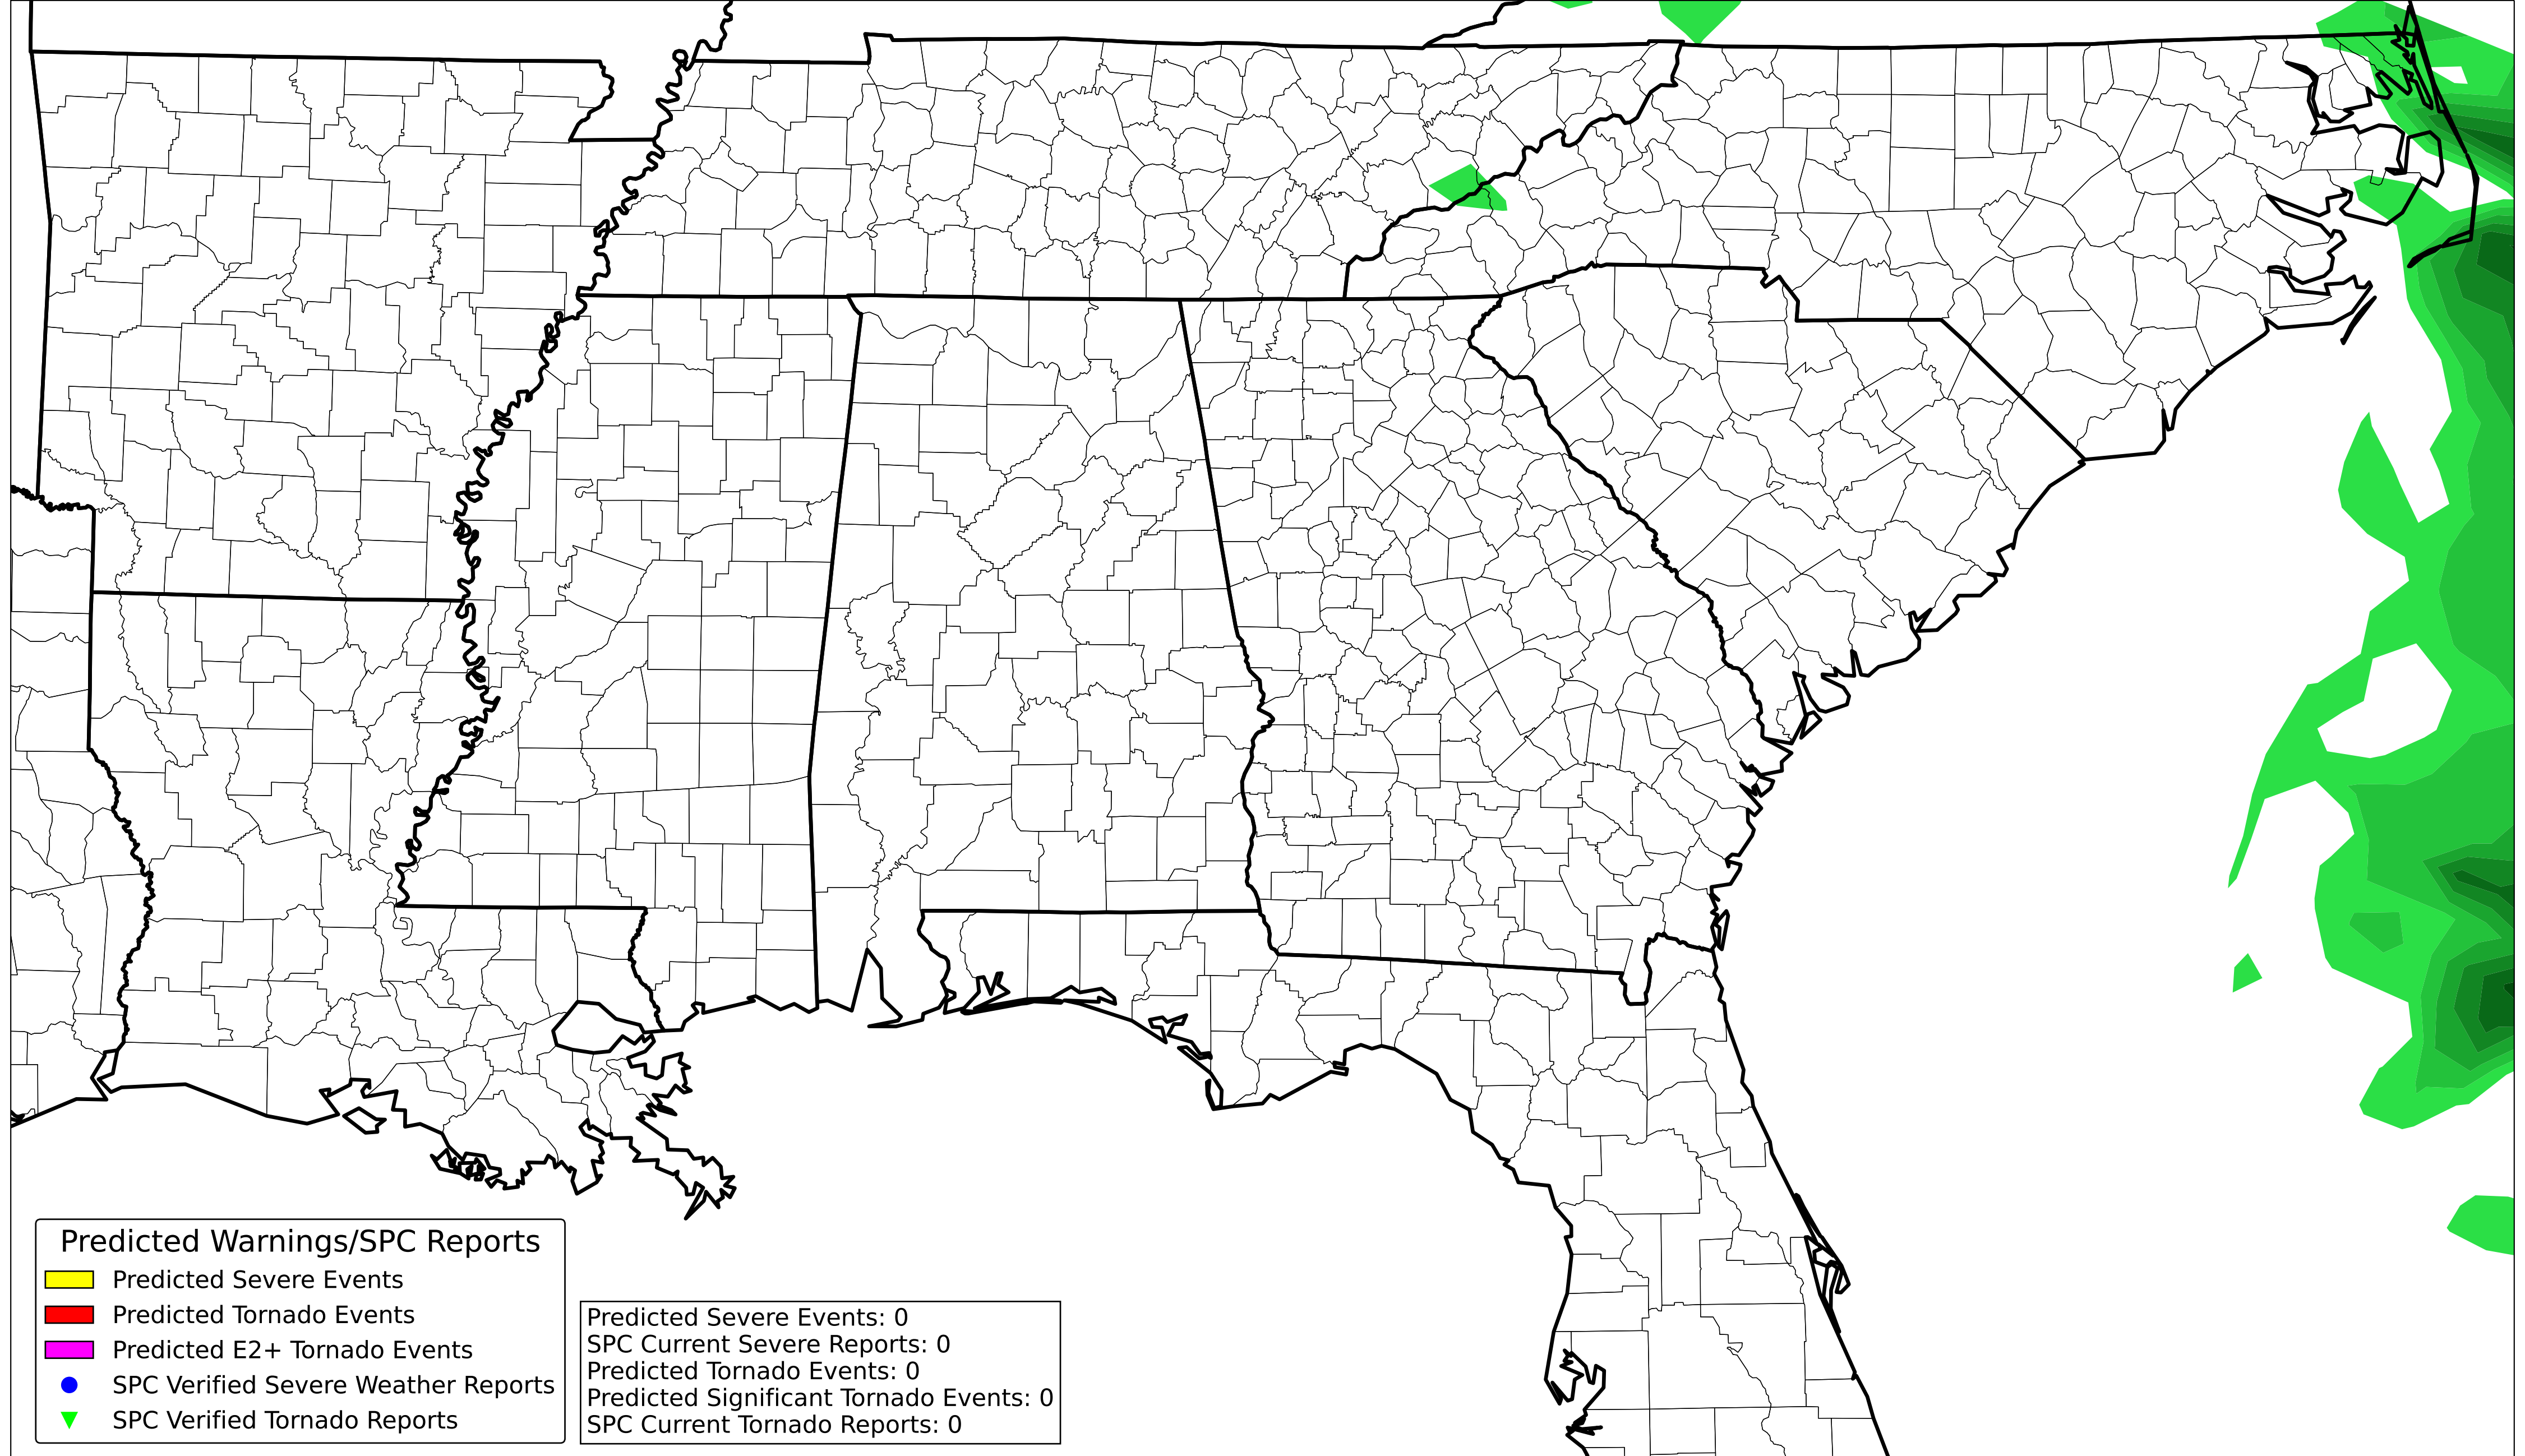 Predicted Warnings/SPC Reports
Predicted Severe Events
Predicted Tornado Events
Predicted E2+ Tornado Events
SPC Verified Severe Weather Reports
SPC Verified Tornado Reports
Predicted Severe Events: 0
SPC Current Severe Reports: 0
Predicted Tornado Events: 0
Predicted Significant Tornado Events: 0
SPC Current Tornado Reports: 0